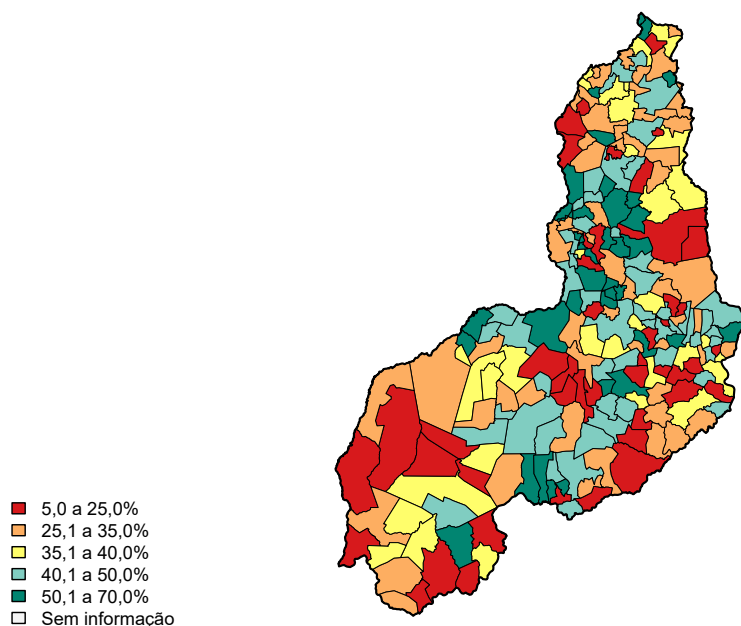 5,0 a 25,0%
25,1 a 35,0%
35,1 a 40,0%
40,1 a 50,0%
50,1 a 70,0%
Sem informação